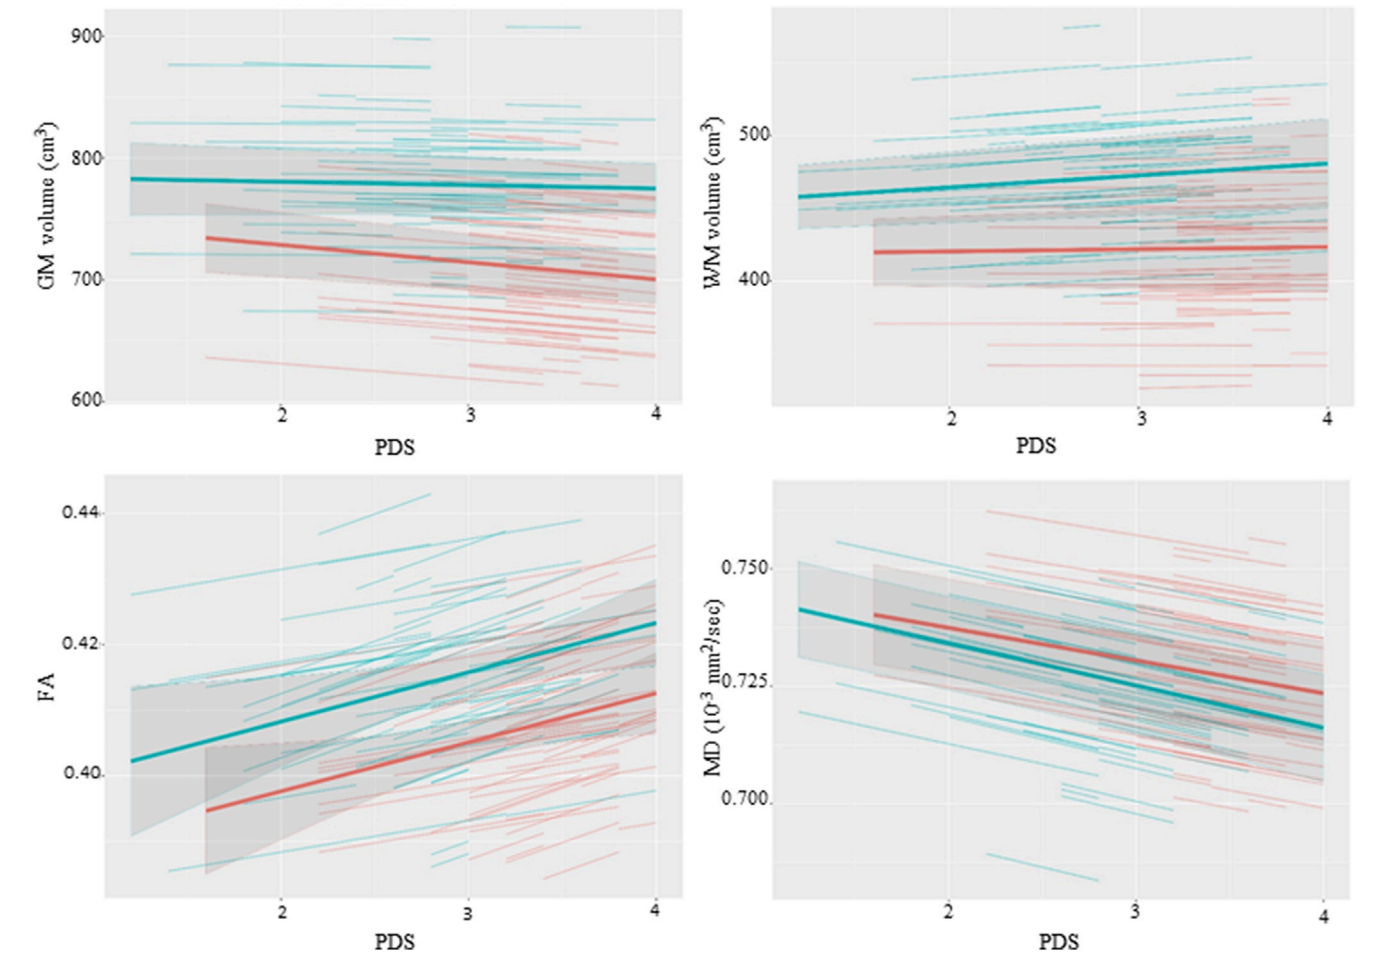 900
800
700
600
GM volume (cm³)
2 3 4
PDS
500
400
WM volume (cm³)
2 3 4
PDS
0.44
0.42
0.40
FA
2 3 4
PDS
0.750
0.725
0.700
MD (10⁻³ mm²/sec)
2 3 4
PDS